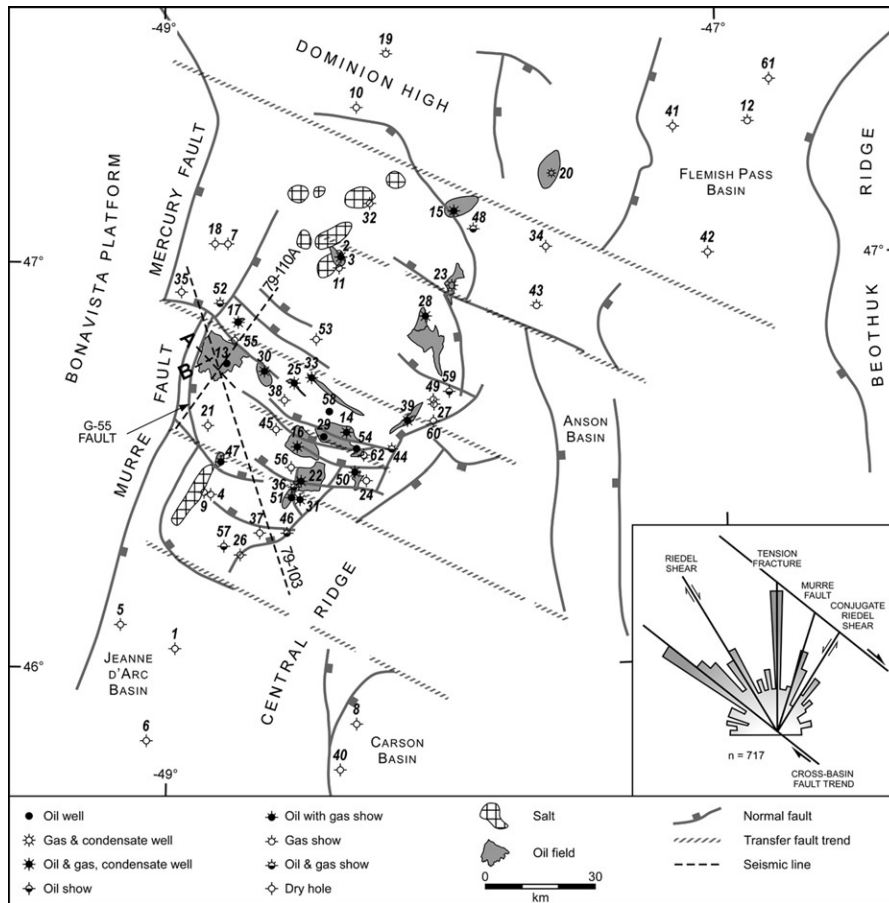 -49°
-47°
19
61
DOMINION HIGH
10
41
12
MERCURY FAULT
BONAVISTA PLATFORM
20
FLEMISH PASS
BASIN
BEOTHUK RIDGE
32
15
48
18
7
2
3
34
42
47°
47°
11
79-110A
35
52
23
43
17
28
A
55
53
B
13
30
25
33
59
38
58
49
G-55
FAULT
21
45
29
14
39
27
60
ANSON
BASIN
16
54
62
44
47
56
22
50
36
24
4
51
31
9
MURRE FAULT
37
46
57
26
79-103
CENTRAL RIDGE
5
1
46°
JEANNE
D'ARC
BASIN
8
6
CARSON
BASIN
40
-49°
RIEDEL
SHEAR
TENSION
FRACTURE
MURRE
FAULT
CONJUGATE
RIEDEL
SHEAR
n = 717
CROSS-BASIN
FAULT TREND
Oil well
Gas & condensate well
Oil & gas, condensate well
Oil show
Oil with gas show
Gas show
Oil & gas show
Dry hole
Salt
Oil field
0 30
km
Normal fault
Transfer fault trend
Seismic line